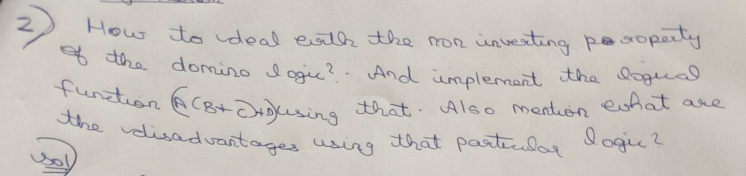 2) How to deal with the non inverting property
of the domino logic?. And implement the logical
function (A(B+C)+D) using that. Also mention what are
the disadvantages using that particular logic?
sol)